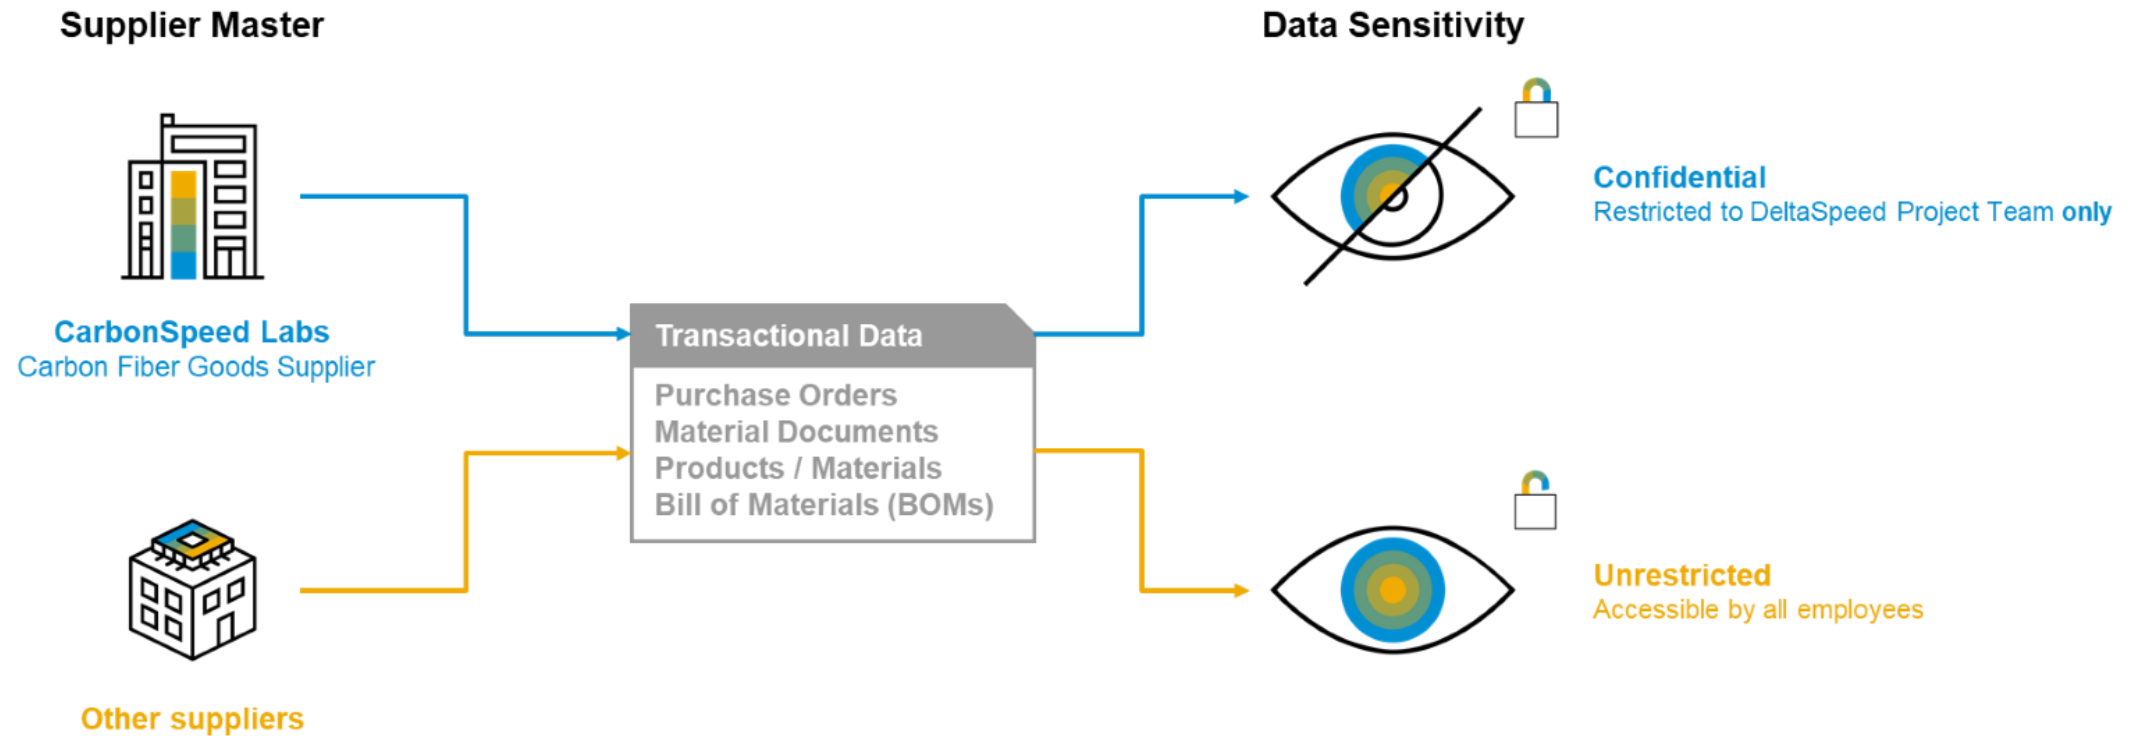 Supplier Master
Data Sensitivity
Confidential
Restricted to DeltaSpeed Project Team only
CarbonSpeed Labs
Carbon Fiber Goods Supplier
Transactional Data
Purchase Orders
Material Documents
Products / Materials
Bill of Materials (BOMs)
Unrestricted
Accessible by all employees
Other suppliers